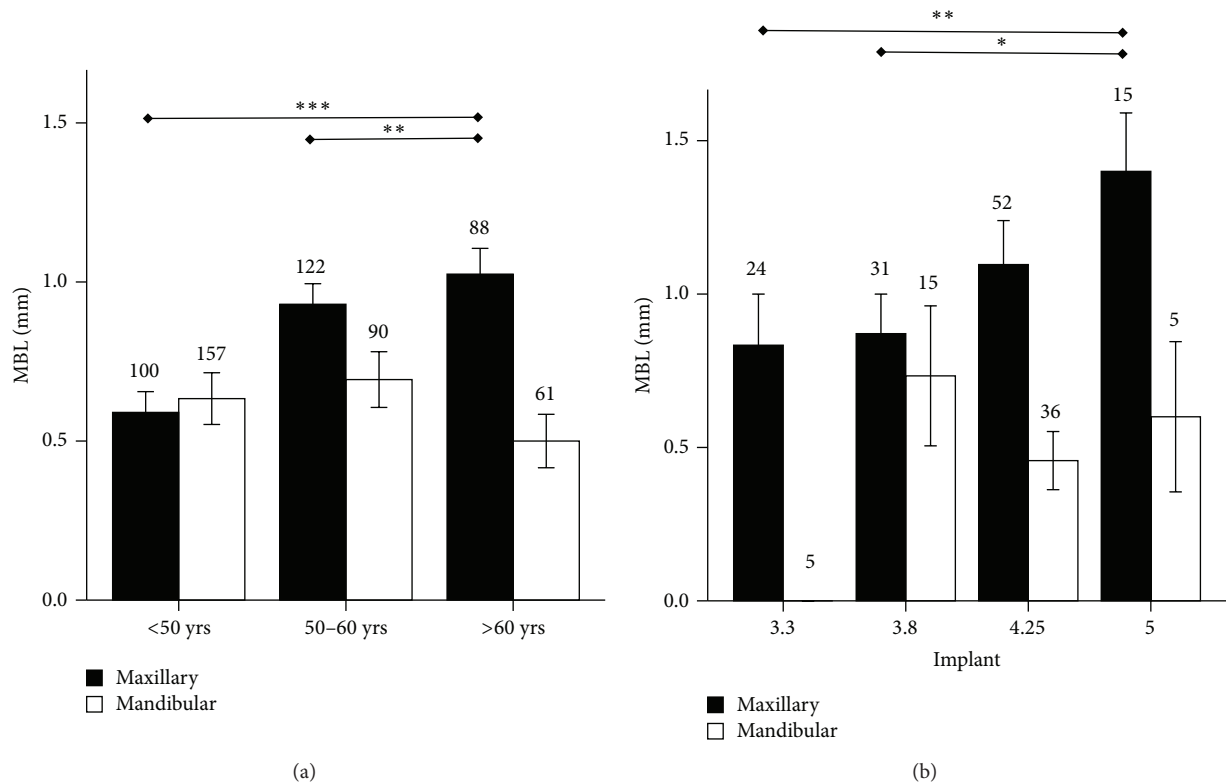 ***
**
1.5
1.0
0.5
0.0
MBL (mm)
100
157
122
90
88
61
<50 yrs
50–60 yrs
>60 yrs
Maxillary
Mandibular
(a)
**
*
1.5
1.0
0.5
0.0
MBL (mm)
24
5
31
15
52
36
15
5
3.3
3.8
4.25
5
Implant
Maxillary
Mandibular
(b)